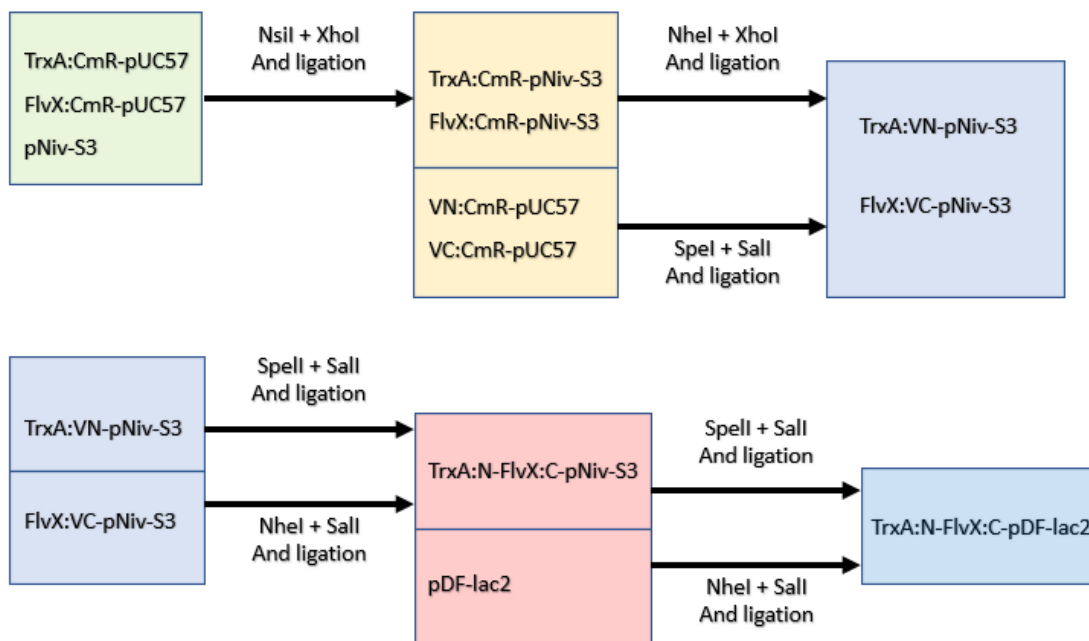 TrxA:CmR-pUC57
FlvX:CmR-pUC57
pNiv-S3
NsiI + XhoI
And ligation
TrxA:CmR-pNiv-S3
FlvX:CmR-pNiv-S3
VN:CmR-pUC57
VC:CmR-pUC57
NheI + XhoI
And ligation
SpeI + SalI
And ligation
TrxA:VN-pNiv-S3
FlvX:VC-pNiv-S3
TrxA:VN-pNiv-S3
FlvX:VC-pNiv-S3
SpeII + SalI
And ligation
NheI + SalI
And ligation
TrxA:N-FlvX:C-pNiv-S3
pDF-lac2
SpeII + SalI
And ligation
NheI + SalI
And ligation
TrxA:N-FlvX:C-pDF-lac2